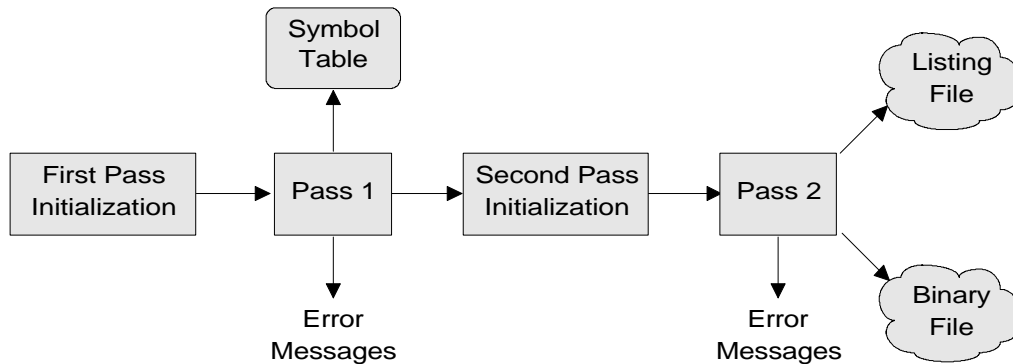 Symbol
Table
Listing
File
First Pass
Initialization
Pass 1
Second Pass
Initialization
Pass 2
Error
Messages
Error
Messages
Binary
File